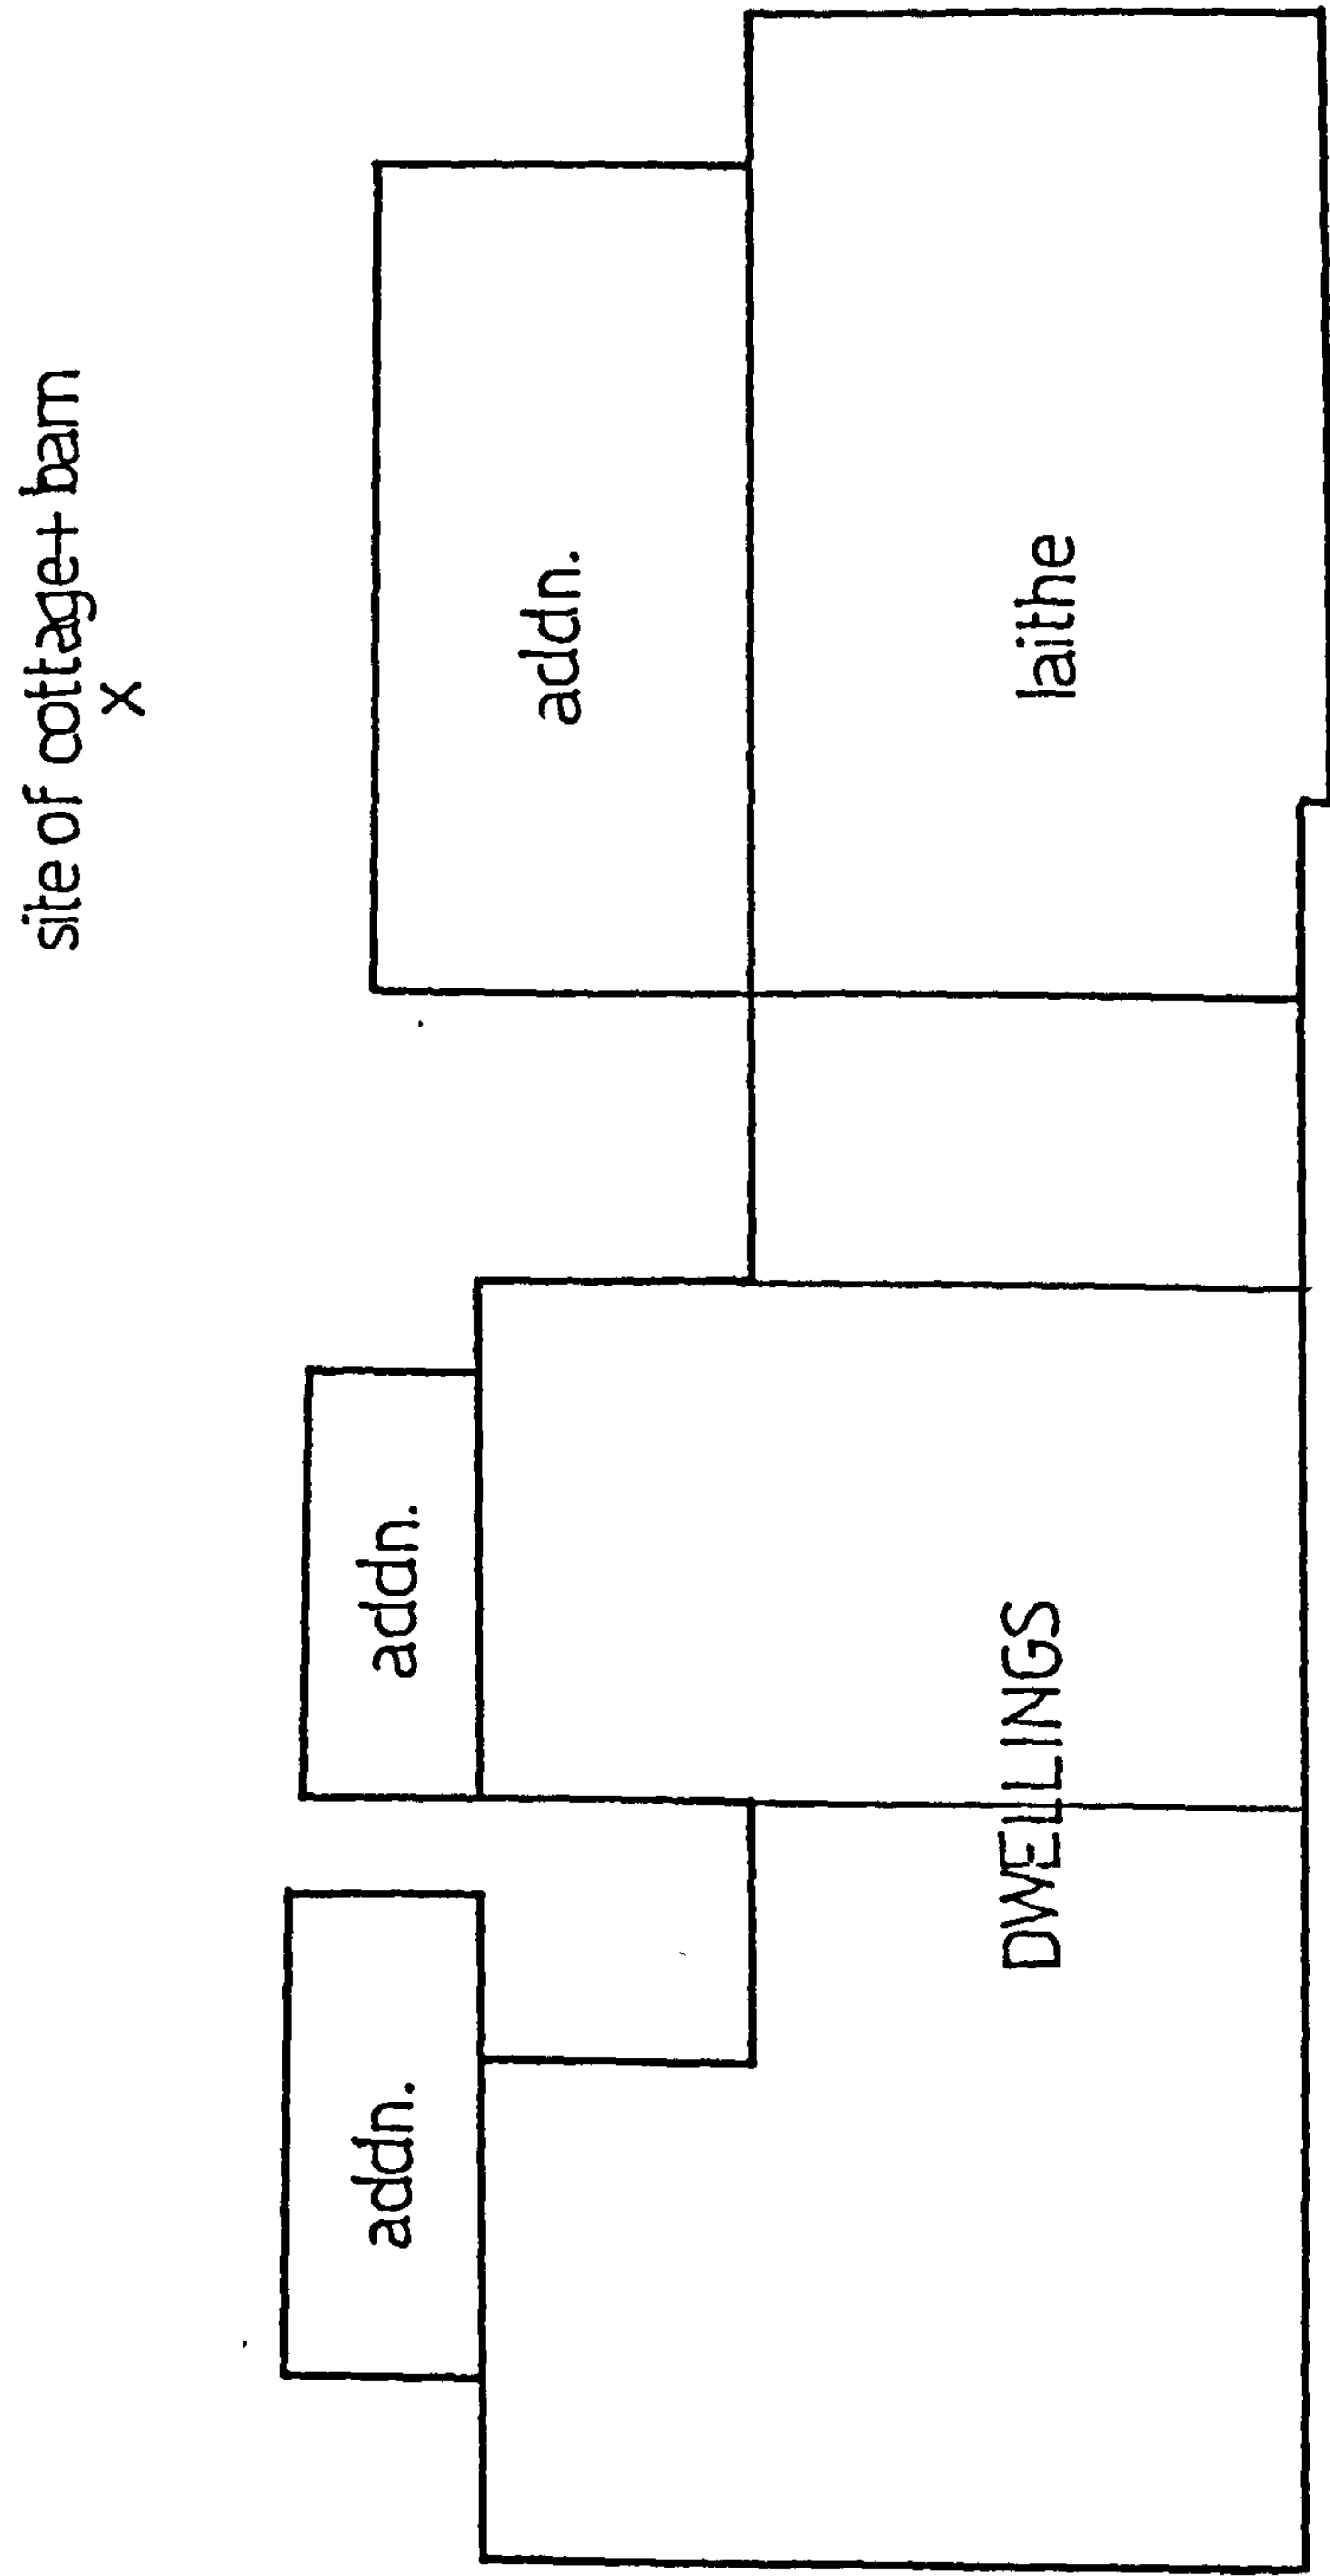 site of cottage + barn
X
addn.
laithe
addn.
addn.
DWELLINGS